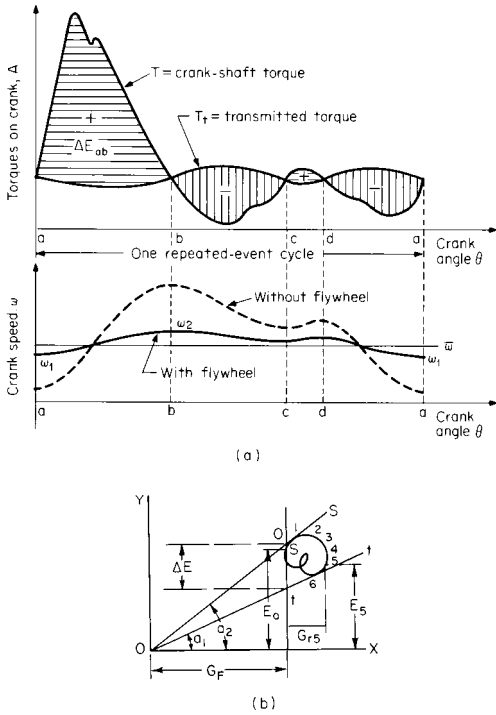 Torques on crank, Δ
T = crank-shaft torque
+
ΔE_ab
T_t = transmitted torque
−
+
−
a b c d a
Crank
angle θ
One repeated-event cycle
Crank speed ω
Without flywheel
ω_2
ω̄
ω_1
With flywheel
ω_1
a b c d a
Crank
angle θ
(a)
Y
S
O 1 2 3
S 4
5 t
6
ΔE
E_o
t
E_5
a_1 a_2
G_r5
O
X
G_F
(b)